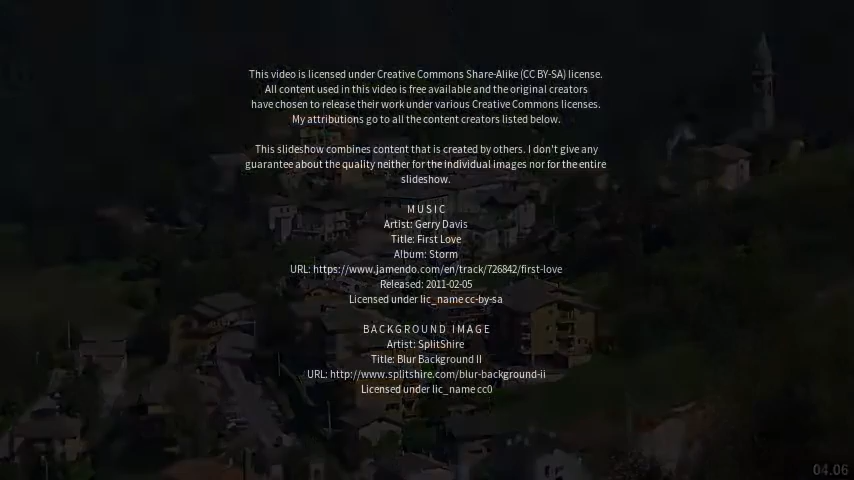 This video is licensed under Creative Commons Share-Alike (CC BY-SA) license.
All content used in this video is free available and the original creators
have chosen to release their work under various Creative Commons licenses.
My attributions go to all the content creators listed below.
This slideshow combines content that is created by others. I don't give any
guarantee about the quality neither for the individual images nor for the entire
slideshow.
MUSIC
Artist: Gerry Davis
Title: First Love
Album: Storm
URL: https://www.jamendo.com/en/track/726842/first-love
Released: 2011-02-05
Licensed under lic_name cc-by-sa
BACKGROUND IMAGE
Artist: SplitShire
Title: Blur Background II
URL: http://www.splitshire.com/blur-background-ii
Licensed under lic_name cc0
04.06